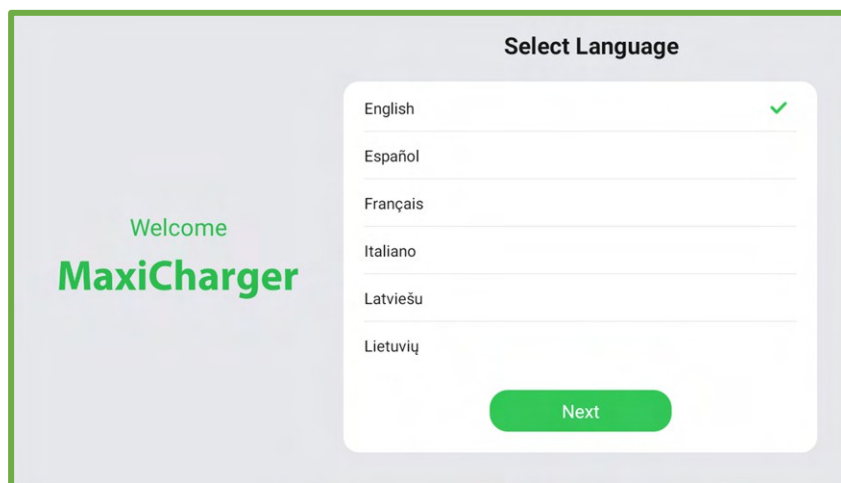 Select Language
English
Español
Français
Italiano
Latviešu
Lietuvių
Welcome
MaxiCharger
Next